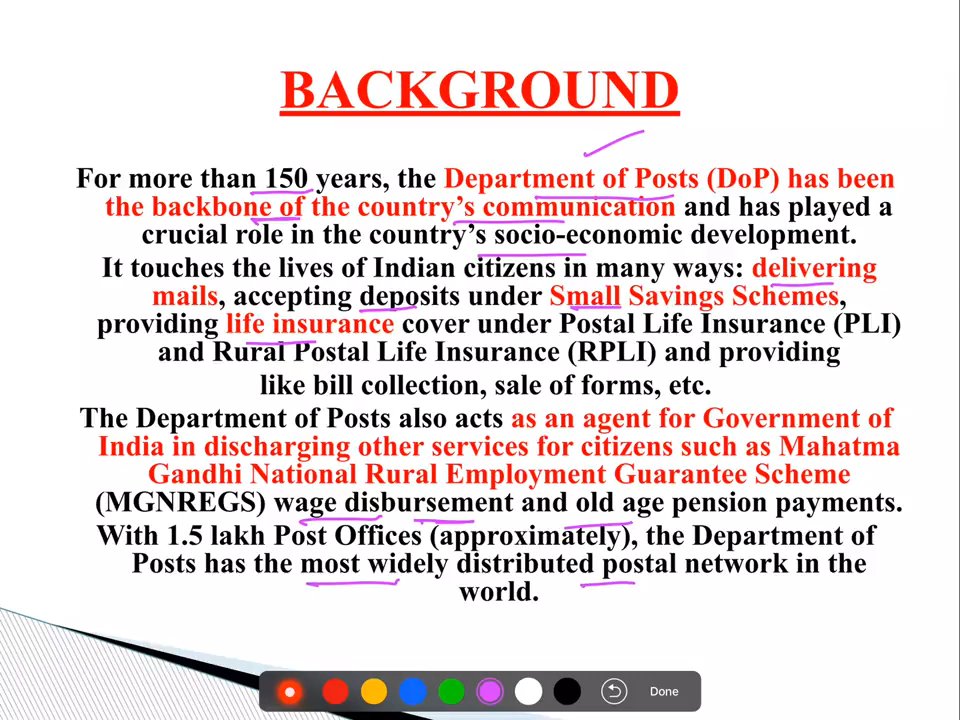 BACKGROUND
For more than 150 years, the Department of Posts (DoP) has been
the backbone of the country's communication and has played a
crucial role in the country's socio-economic development.
It touches the lives of Indian citizens in many ways: delivering
mails, accepting deposits under Small Savings Schemes,
providing life insurance cover under Postal Life Insurance (PLI)
and Rural Postal Life Insurance (RPLI) and providing
like bill collection, sale of forms, etc.
The Department of Posts also acts as an agent for Government of
India in discharging other services for citizens such as Mahatma
Gandhi National Rural Employment Guarantee Scheme
(MGNREGS) wage disbursement and old age pension payments.
With 1.5 lakh Post Offices (approximately), the Department of
Posts has the most widely distributed postal network in the
world.
Done